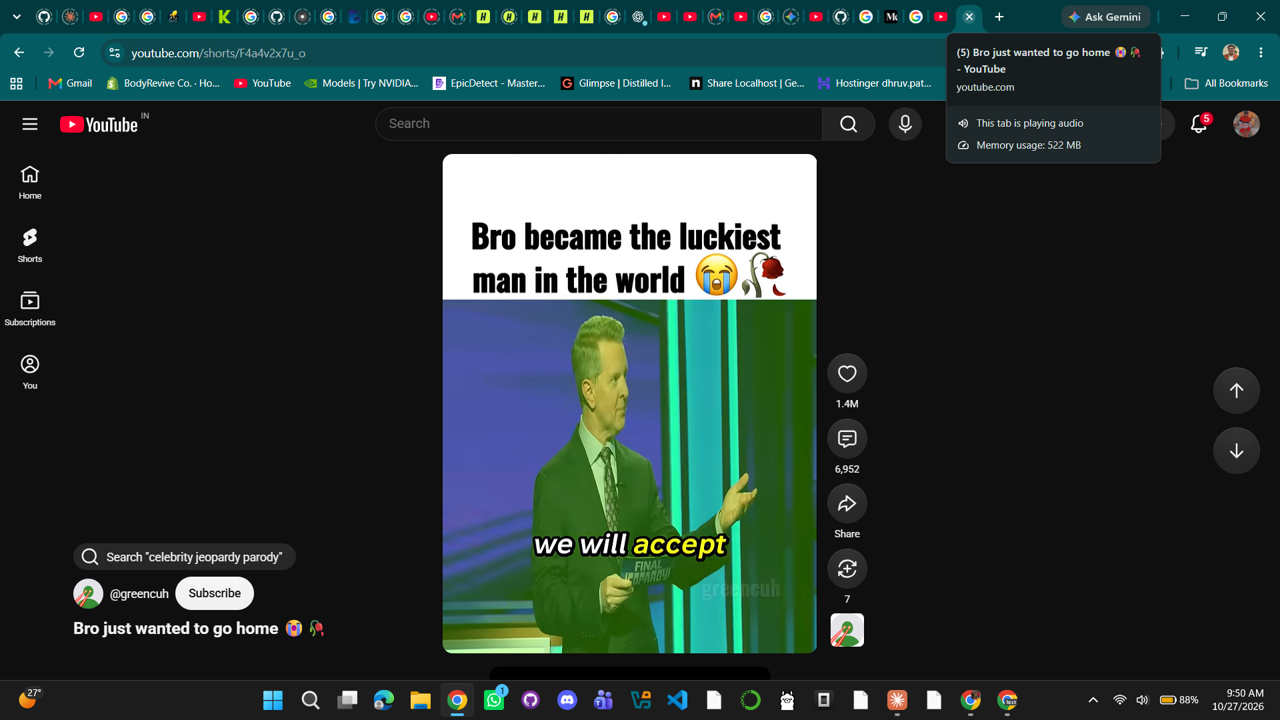 Ask Gemini
youtube.com/shorts/F4a4v2x7u_o
(5) Bro just wanted to go home 😭🥀
- YouTube
youtube.com
This tab is playing audio
Memory usage: 522 MB
Gmail
BodyRevive C. · Ho...
YouTube
Models | Try NVIDIA...
EpicDetect - Master...
Glimpse | Distilled I...
Share Localhost | Ge...
Hostinger dhruv.pat...
All Bookmarks
YouTube IN
Search
5
Home
Shorts
Subscriptions
You
Bro became the luckiest
man in the world 😭🥀
we will accept
FINAL
JEOPARDY!
greencuh
1.4M
6,952
Share
7
Search "celebrity jeopardy parody"
@greencuh
Subscribe
Bro just wanted to go home 😭🥀
27°
1
88%
9:50 AM
10/27/2026